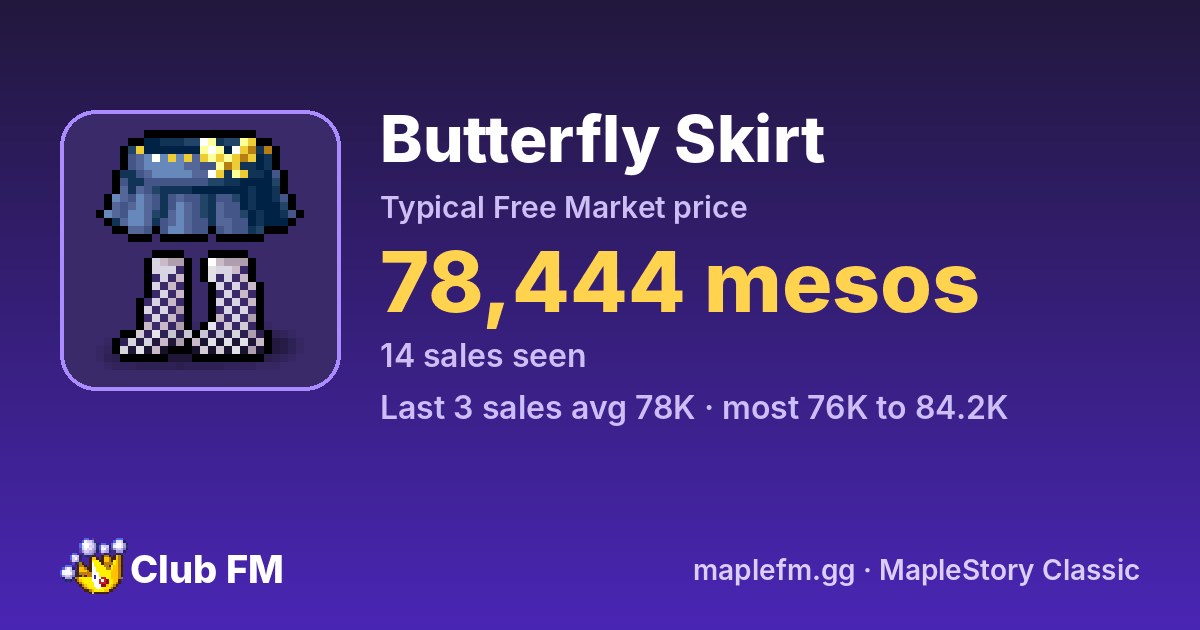 Butterfly Skirt
Typical Free Market price
78,444 mesos
14 sales seen
Last 3 sales avg 78K · most 76K to 84.2K
Club FM
maplefm.gg · MapleStory Classic